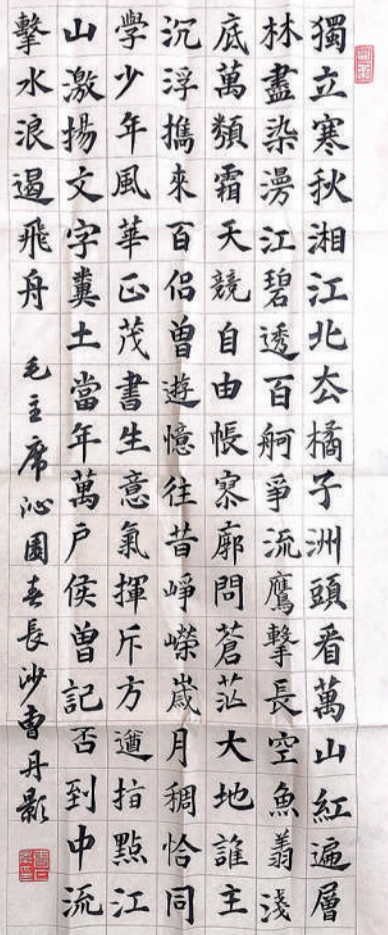 獨立寒秋湘江北厺橘子洲頭看萬山紅遍層
林盡染漫江碧透百舸爭流鷹擊長空魚翔淺
底萬類霜天競自由悵寥廓問蒼茫大地誰主
沉浮攜來百侶曾遊憶往昔崢嶸歲月稠恰同
學少年風華正茂書生意氣揮斥方遒指點江
山激揚文字糞土當年萬戶侯曾記否到中流
擊水浪遏飛舟 毛主席沁園春長沙曹丹影